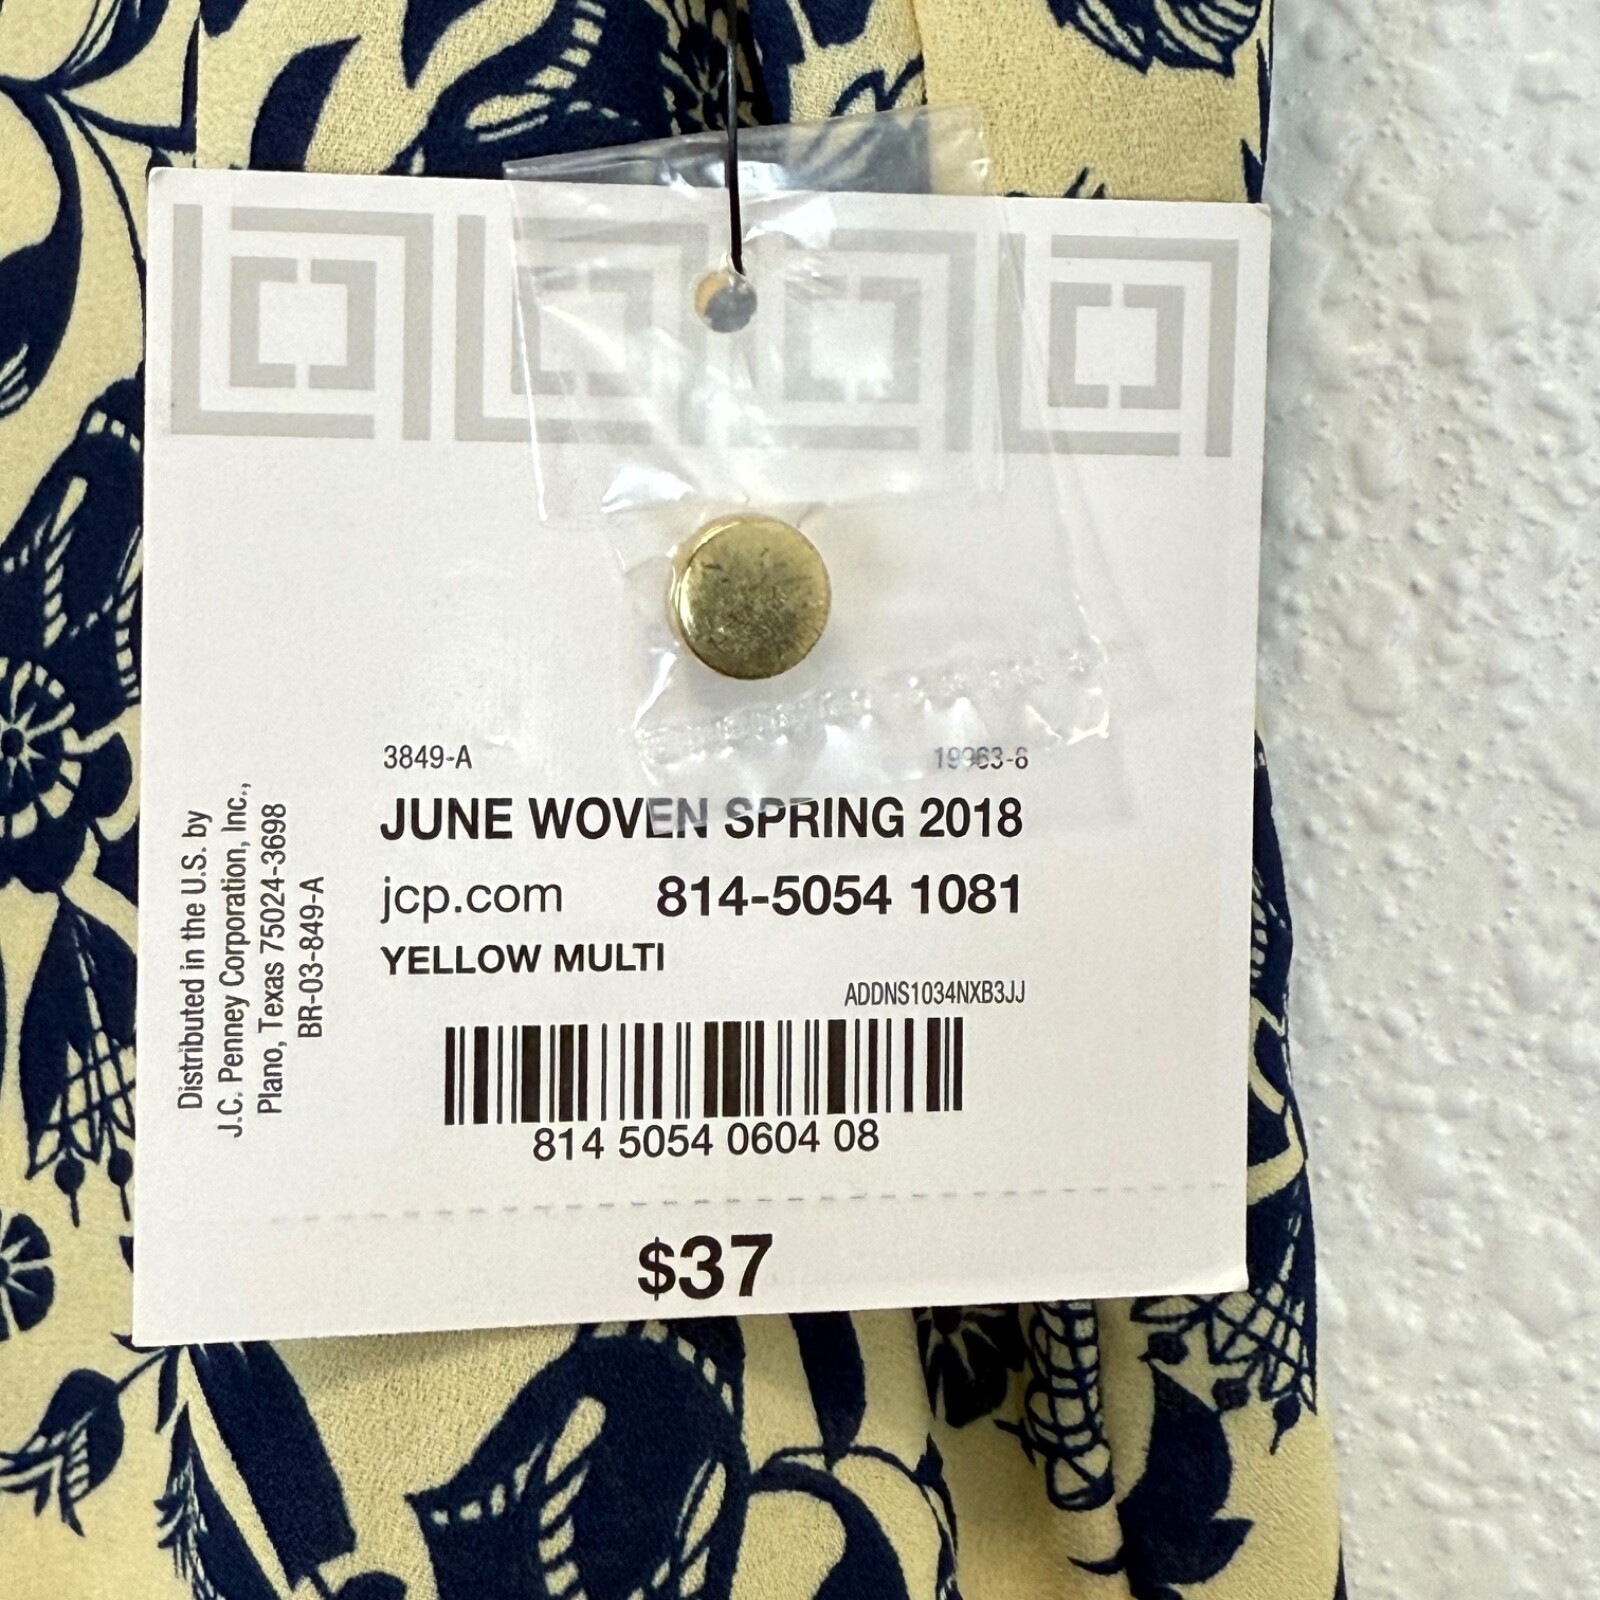 3849-A
JUNE WOVEN SPRING 2018
jcp.com 814-5054 1081
YELLOW MULTI
ADDNS1034NXB3JJ
814 5054 0604 08
$37
Distributed in the U.S. by
J.C. Penney Corporation, Inc.,
Plano, Texas 75024-3698
BR-03-849-A